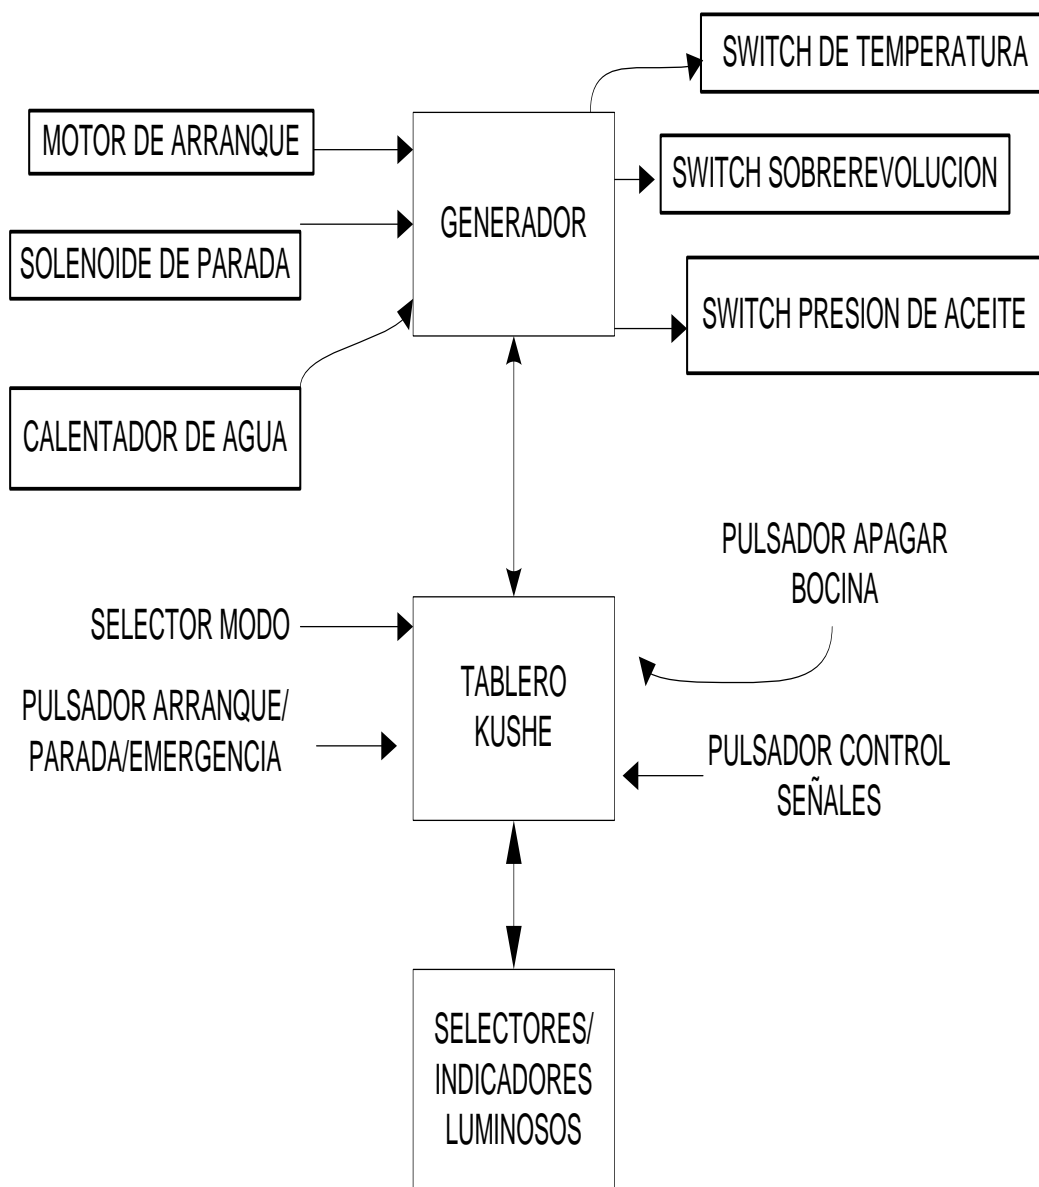 SWITCH DE TEMPERATURA
MOTOR DE ARRANQUE
SWITCH SOBREREVOLUCION
GENERADOR
SOLENOIDE DE PARADA
SWITCH PRESION DE ACEITE
CALENTADOR DE AGUA
PULSADOR APAGAR
BOCINA
SELECTOR MODO
TABLERO
KUSHE
PULSADOR ARRANQUE/
PARADA/EMERGENCIA
PULSADOR CONTROL
SEÑALES
SELECTORES/
INDICADORES
LUMINOSOS